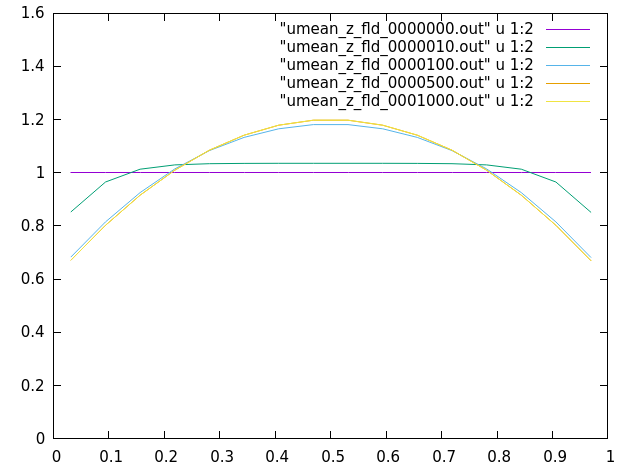 1.6
1.4
1.2
1
0.8
0.6
0.4
0.2
0
0 0.1 0.2 0.3 0.4 0.5 0.6 0.7 0.8 0.9 1
"umean_z_fld_0000000.out" u 1:2
"umean_z_fld_0000010.out" u 1:2
"umean_z_fld_0000100.out" u 1:2
"umean_z_fld_0000500.out" u 1:2
"umean_z_fld_0001000.out" u 1:2